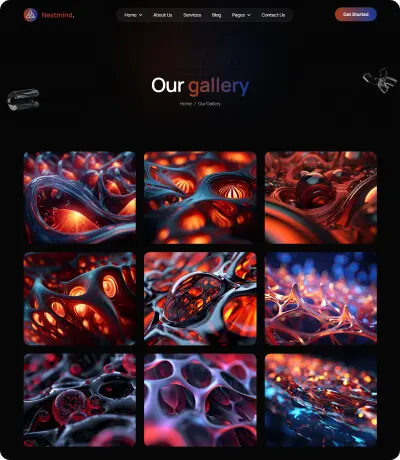 Nextmind.
Home
About Us
Services
Blog
Pages
Contact Us
Get Started
Our gallery
Home / Our Gallery